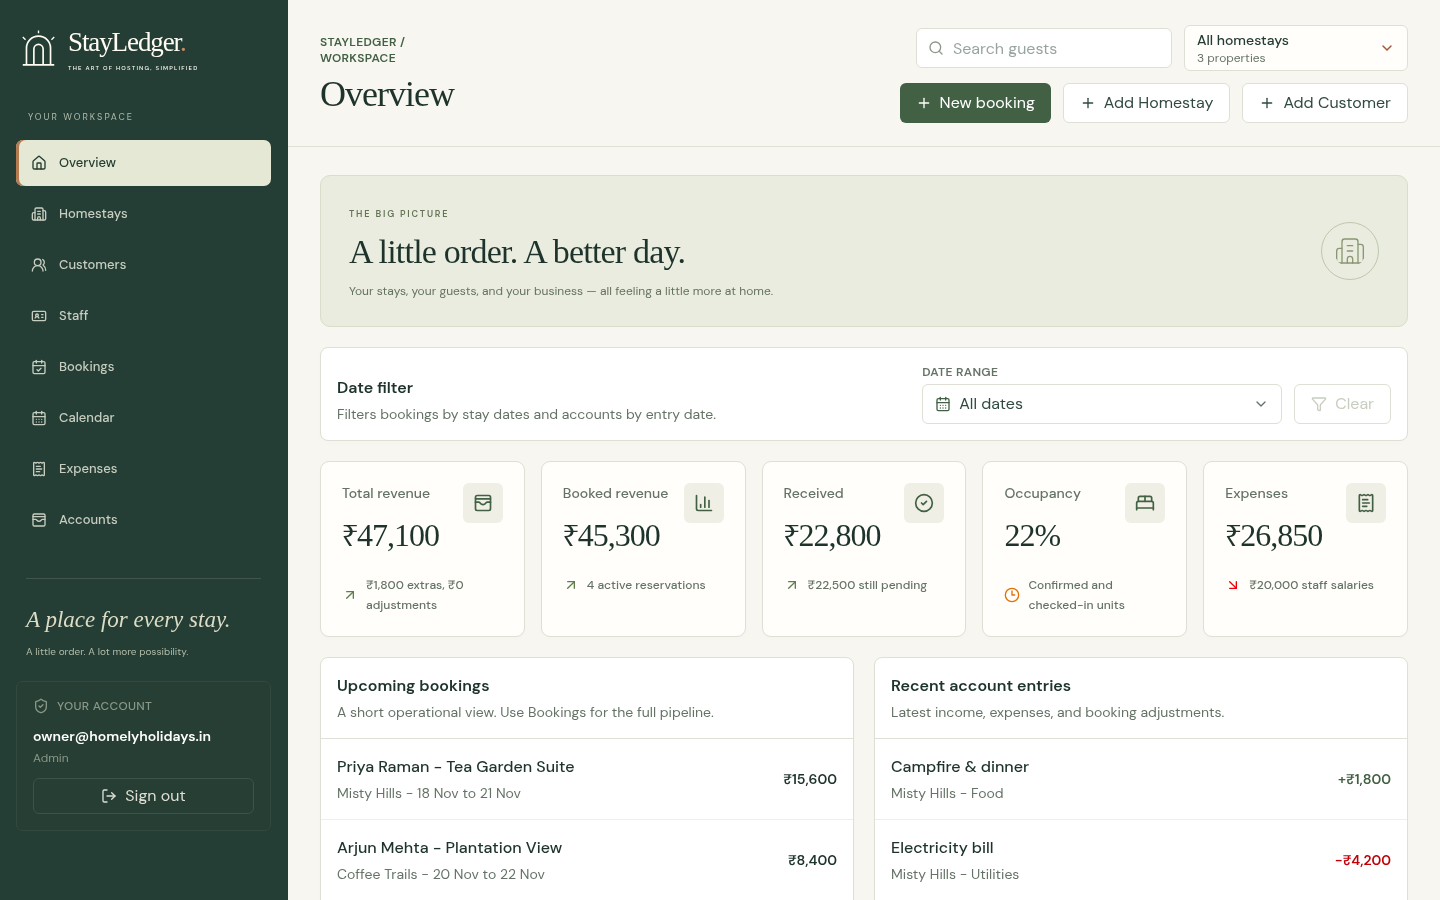 StayLedger.
THE ART OF HOSTING, SIMPLIFIED
YOUR WORKSPACE
Overview
Homestays
Customers
Staff
Bookings
Calendar
Expenses
Accounts
A place for every stay.
A little order. A lot more possibility.
YOUR ACCOUNT
owner@homelyholidays.in
Admin
Sign out
STAYLEDGER /
WORKSPACE
Overview
Search guests
All homestays
3 properties
New booking
Add Homestay
Add Customer
THE BIG PICTURE
A little order. A better day.
Your stays, your guests, and your business — all feeling a little more at home.
Date filter
Filters bookings by stay dates and accounts by entry date.
DATE RANGE
All dates
Clear
Total revenue
₹47,100
₹1,800 extras, ₹0
adjustments
Booked revenue
₹45,300
4 active reservations
Received
₹22,800
₹22,500 still pending
Occupancy
22%
Confirmed and
checked-in units
Expenses
₹26,850
₹20,000 staff salaries
Upcoming bookings
A short operational view. Use Bookings for the full pipeline.
Priya Raman - Tea Garden Suite
Misty Hills - 18 Nov to 21 Nov
₹15,600
Arjun Mehta - Plantation View
Coffee Trails - 20 Nov to 22 Nov
₹8,400
Recent account entries
Latest income, expenses, and booking adjustments.
Campfire & dinner
Misty Hills - Food
+₹1,800
Electricity bill
Misty Hills - Utilities
-₹4,200